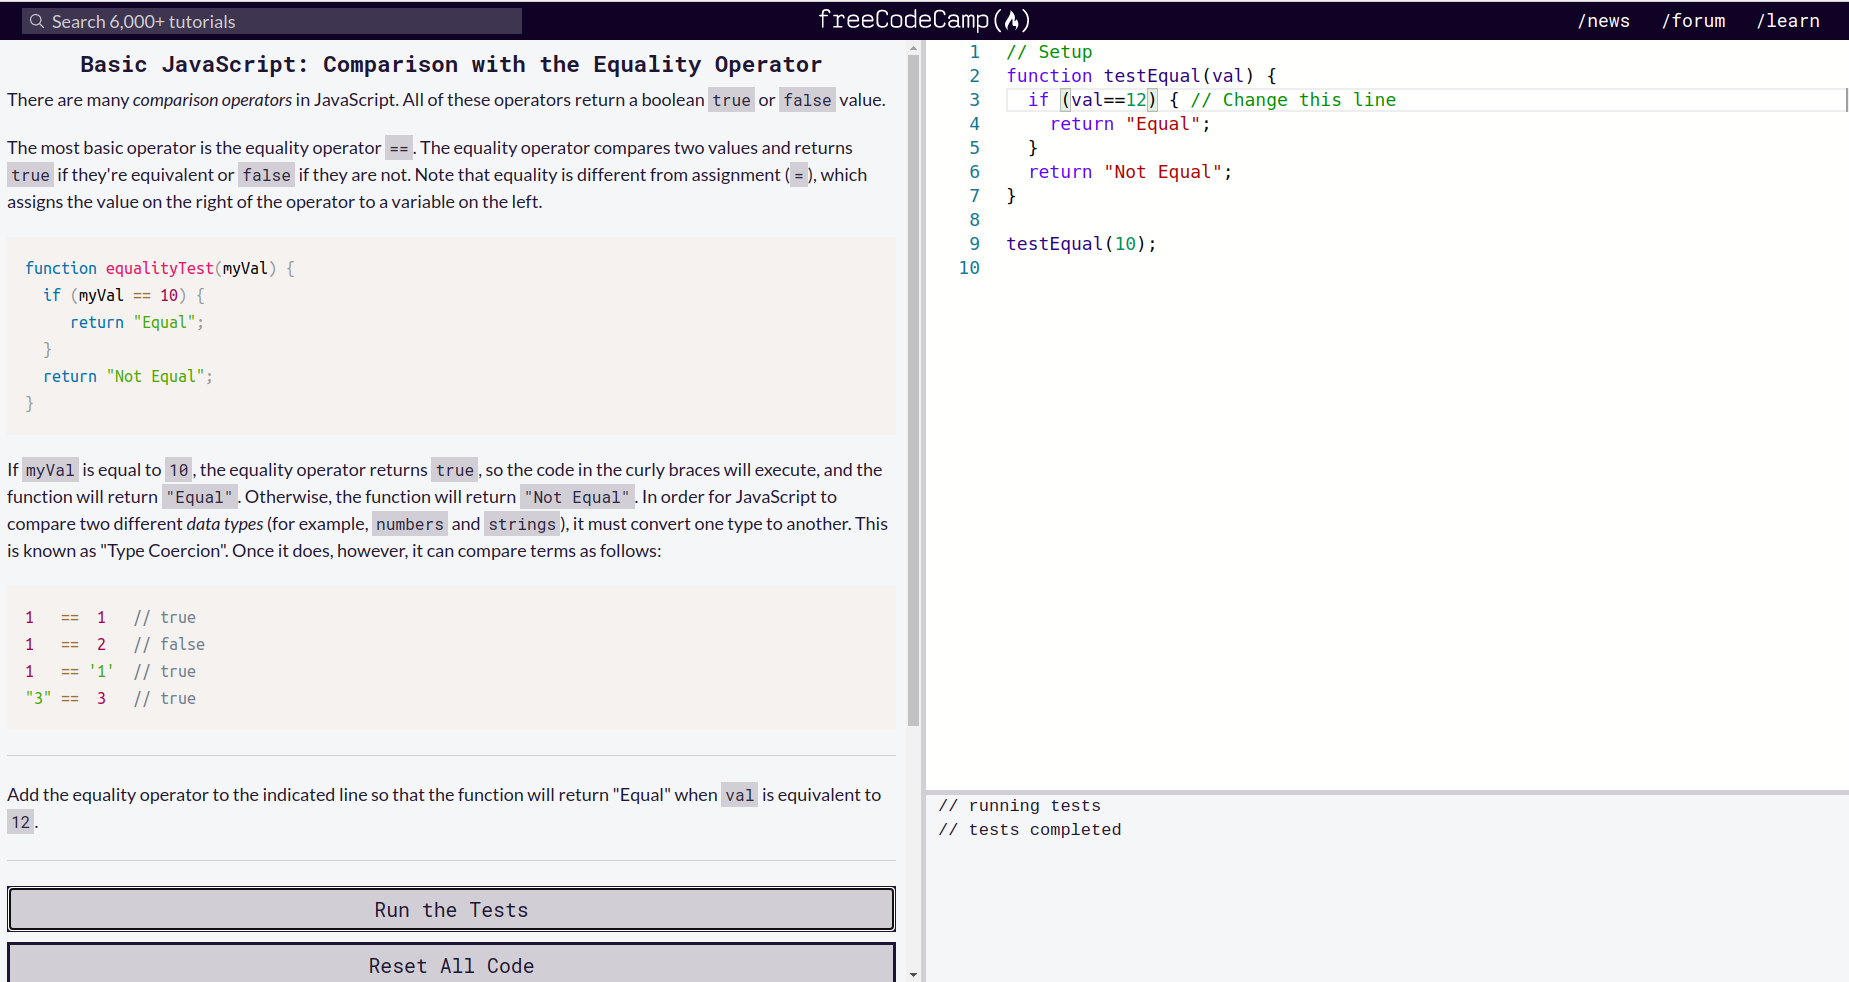 Search 6,000+ tutorials
freeCodeCamp(🔥)
/news /forum /learn
Basic JavaScript: Comparison with the Equality Operator
There are many comparison operators in JavaScript. All of these operators return a boolean true or false value.
The most basic operator is the equality operator ==. The equality operator compares two values and returns
true if they're equivalent or false if they are not. Note that equality is different from assignment (=), which
assigns the value on the right of the operator to a variable on the left.
function equalityTest(myVal) {
  if (myVal == 10) {
     return "Equal";
  }
  return "Not Equal";
}
If myVal is equal to 10, the equality operator returns true, so the code in the curly braces will execute, and the
function will return "Equal". Otherwise, the function will return "Not Equal". In order for JavaScript to
compare two different data types (for example, numbers and strings), it must convert one type to another. This
is known as "Type Coercion". Once it does, however, it can compare terms as follows:
1   ==  1   // true
1   ==  2   // false
1   == '1'  // true
"3" ==  3   // true
Add the equality operator to the indicated line so that the function will return "Equal" when val is equivalent to
12.
Run the Tests
Reset All Code
1 // Setup
2 function testEqual(val) {
3   if (val==12) { // Change this line
4     return "Equal";
5   }
6   return "Not Equal";
7 }
8
9 testEqual(10);
10
// running tests
// tests completed